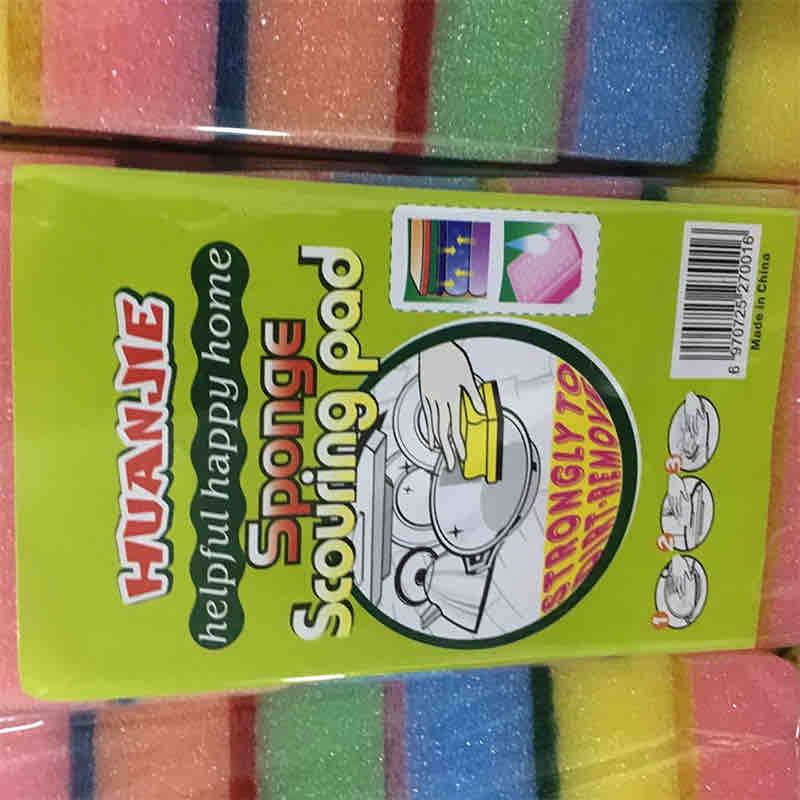 HUANJIE
helpful happy home
Sponge
Scouring pad
STRONGLY TO
DIRT-REMOVE
1 2 3
6 970725 270016
Made in China